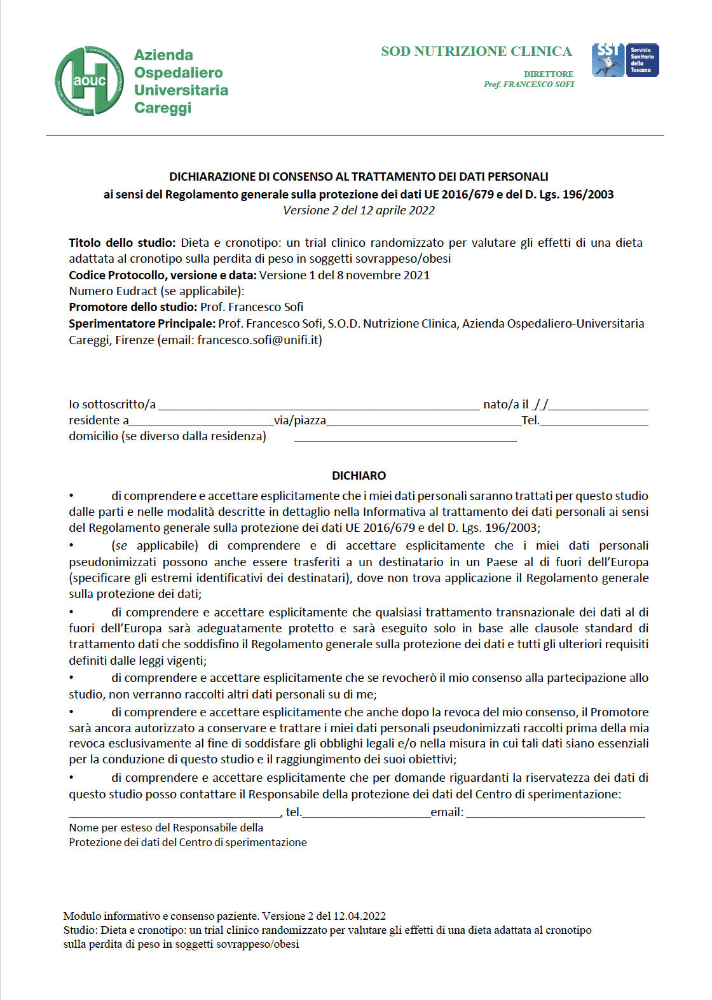 aouc
UNIVERSITÀ DEGLI STUDI FIRENZE
REGIONE TOSCANA S.S.N.
Azienda
Ospedaliero
Universitaria
Careggi
SOD NUTRIZIONE CLINICA
DIRETTORE
Prof. FRANCESCO SOFI
SST
Servizio
Sanitario
della
Toscana
DICHIARAZIONE DI CONSENSO AL TRATTAMENTO DEI DATI PERSONALI
ai sensi del Regolamento generale sulla protezione dei dati UE 2016/679 e del D. Lgs. 196/2003
Versione 2 del 12 aprile 2022
Titolo dello studio: Dieta e cronotipo: un trial clinico randomizzato per valutare gli effetti di una dieta
adattata al cronotipo sulla perdita di peso in soggetti sovrappeso/obesi
Codice Protocollo, versione e data: Versione 1 del 8 novembre 2021
Numero Eudract (se applicabile):
Promotore dello studio: Prof. Francesco Sofi
Sperimentatore Principale: Prof. Francesco Sofi, S.O.D. Nutrizione Clinica, Azienda Ospedaliero-Universitaria
Careggi, Firenze (email: francesco.sofi@unifi.it)
Io sottoscritto/a ______________________ nato/a il _/_/________
residente a____________via/piazza________________Tel.________
domicilio (se diverso dalla residenza) __________________
DICHIARO
• di comprendere e accettare esplicitamente che i miei dati personali saranno trattati per questo studio
dalle parti e nelle modalità descritte in dettaglio nella Informativa al trattamento dei dati personali ai sensi
del Regolamento generale sulla protezione dei dati UE 2016/679 e del D. Lgs. 196/2003;
• (se applicabile) di comprendere e di accettare esplicitamente che i miei dati personali
pseudonimizzati possono anche essere trasferiti a un destinatario in un Paese al di fuori dell’Europa
(specificare gli estremi identificativi dei destinatari), dove non trova applicazione il Regolamento generale
sulla protezione dei dati;
• di comprendere e accettare esplicitamente che qualsiasi trattamento transnazionale dei dati al di
fuori dell’Europa sarà adeguatamente protetto e sarà eseguito solo in base alle clausole standard di
trattamento dati che soddisfino il Regolamento generale sulla protezione dei dati e tutti gli ulteriori requisiti
definiti dalle leggi vigenti;
• di comprendere e accettare esplicitamente che se revocherò il mio consenso alla partecipazione allo
studio, non verranno raccolti altri dati personali su di me;
• di comprendere e accettare esplicitamente che anche dopo la revoca del mio consenso, il Promotore
sarà ancora autorizzato a conservare e trattare i miei dati personali pseudonimizzati raccolti prima della mia
revoca esclusivamente al fine di soddisfare gli obblighi legali e/o nella misura in cui tali dati siano essenziali
per la conduzione di questo studio e il raggiungimento dei suoi obiettivi;
• di comprendere e accettare esplicitamente che per domande riguardanti la riservatezza dei dati di
questo studio posso contattare il Responsabile della protezione dei dati del Centro di sperimentazione:
__________________, tel.___________email: _______________
Nome per esteso del Responsabile della
Protezione dei dati del Centro di sperimentazione
Modulo informativo e consenso paziente. Versione 2 del 12.04.2022
Studio: Dieta e cronotipo: un trial clinico randomizzato per valutare gli effetti di una dieta adattata al cronotipo
sulla perdita di peso in soggetti sovrappeso/obesi